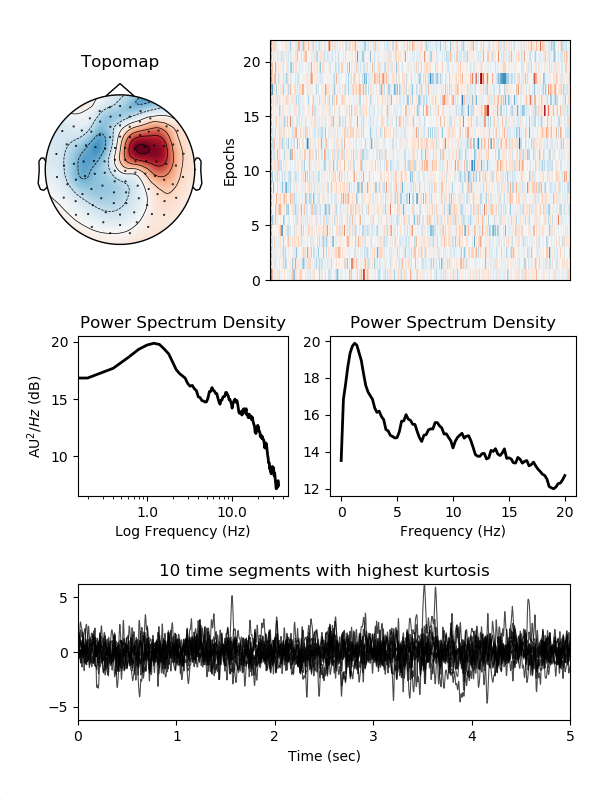 Topomap
Epochs
20
15
10
5
0
Power Spectrum Density
AU²/Hz (dB)
20
15
10
1.0 10.0
Log Frequency (Hz)
Power Spectrum Density
20
18
16
14
12
0 5 10 15 20
Frequency (Hz)
10 time segments with highest kurtosis
5
0
−5
0 1 2 3 4 5
Time (sec)